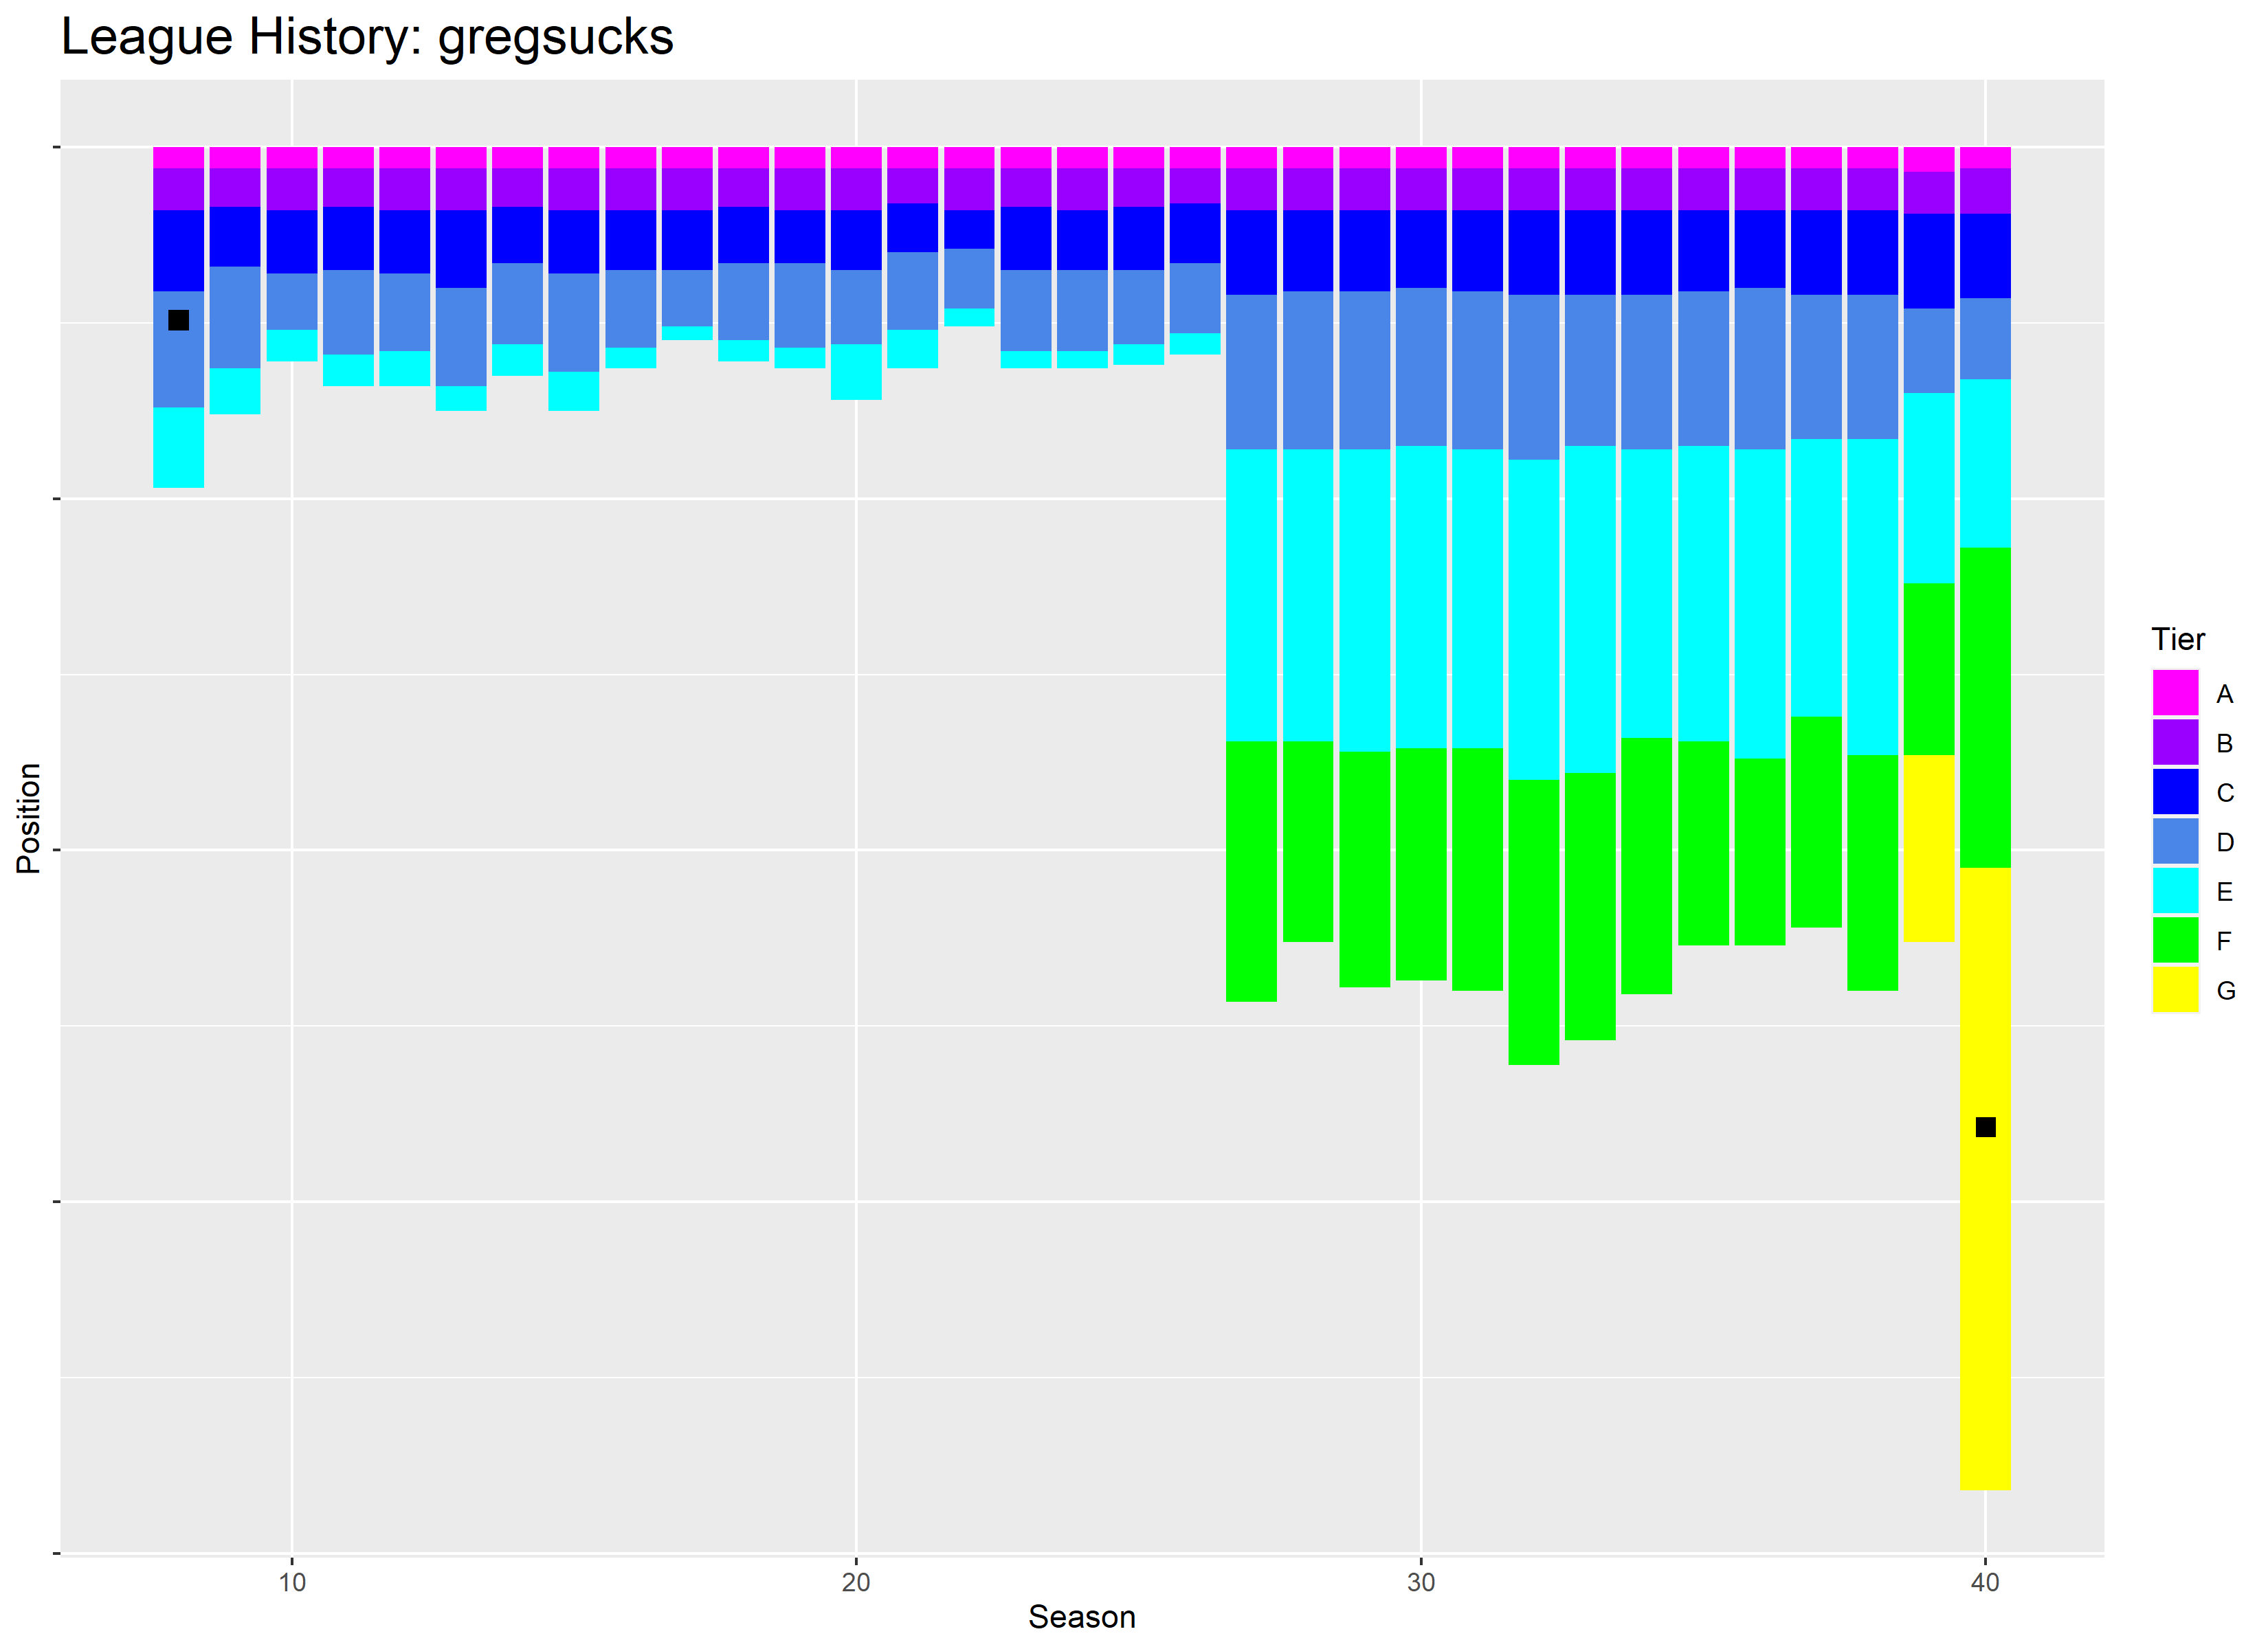 League History: gregsucks
Position
10
20
30
40
Season
Tier
A
B
C
D
E
F
G